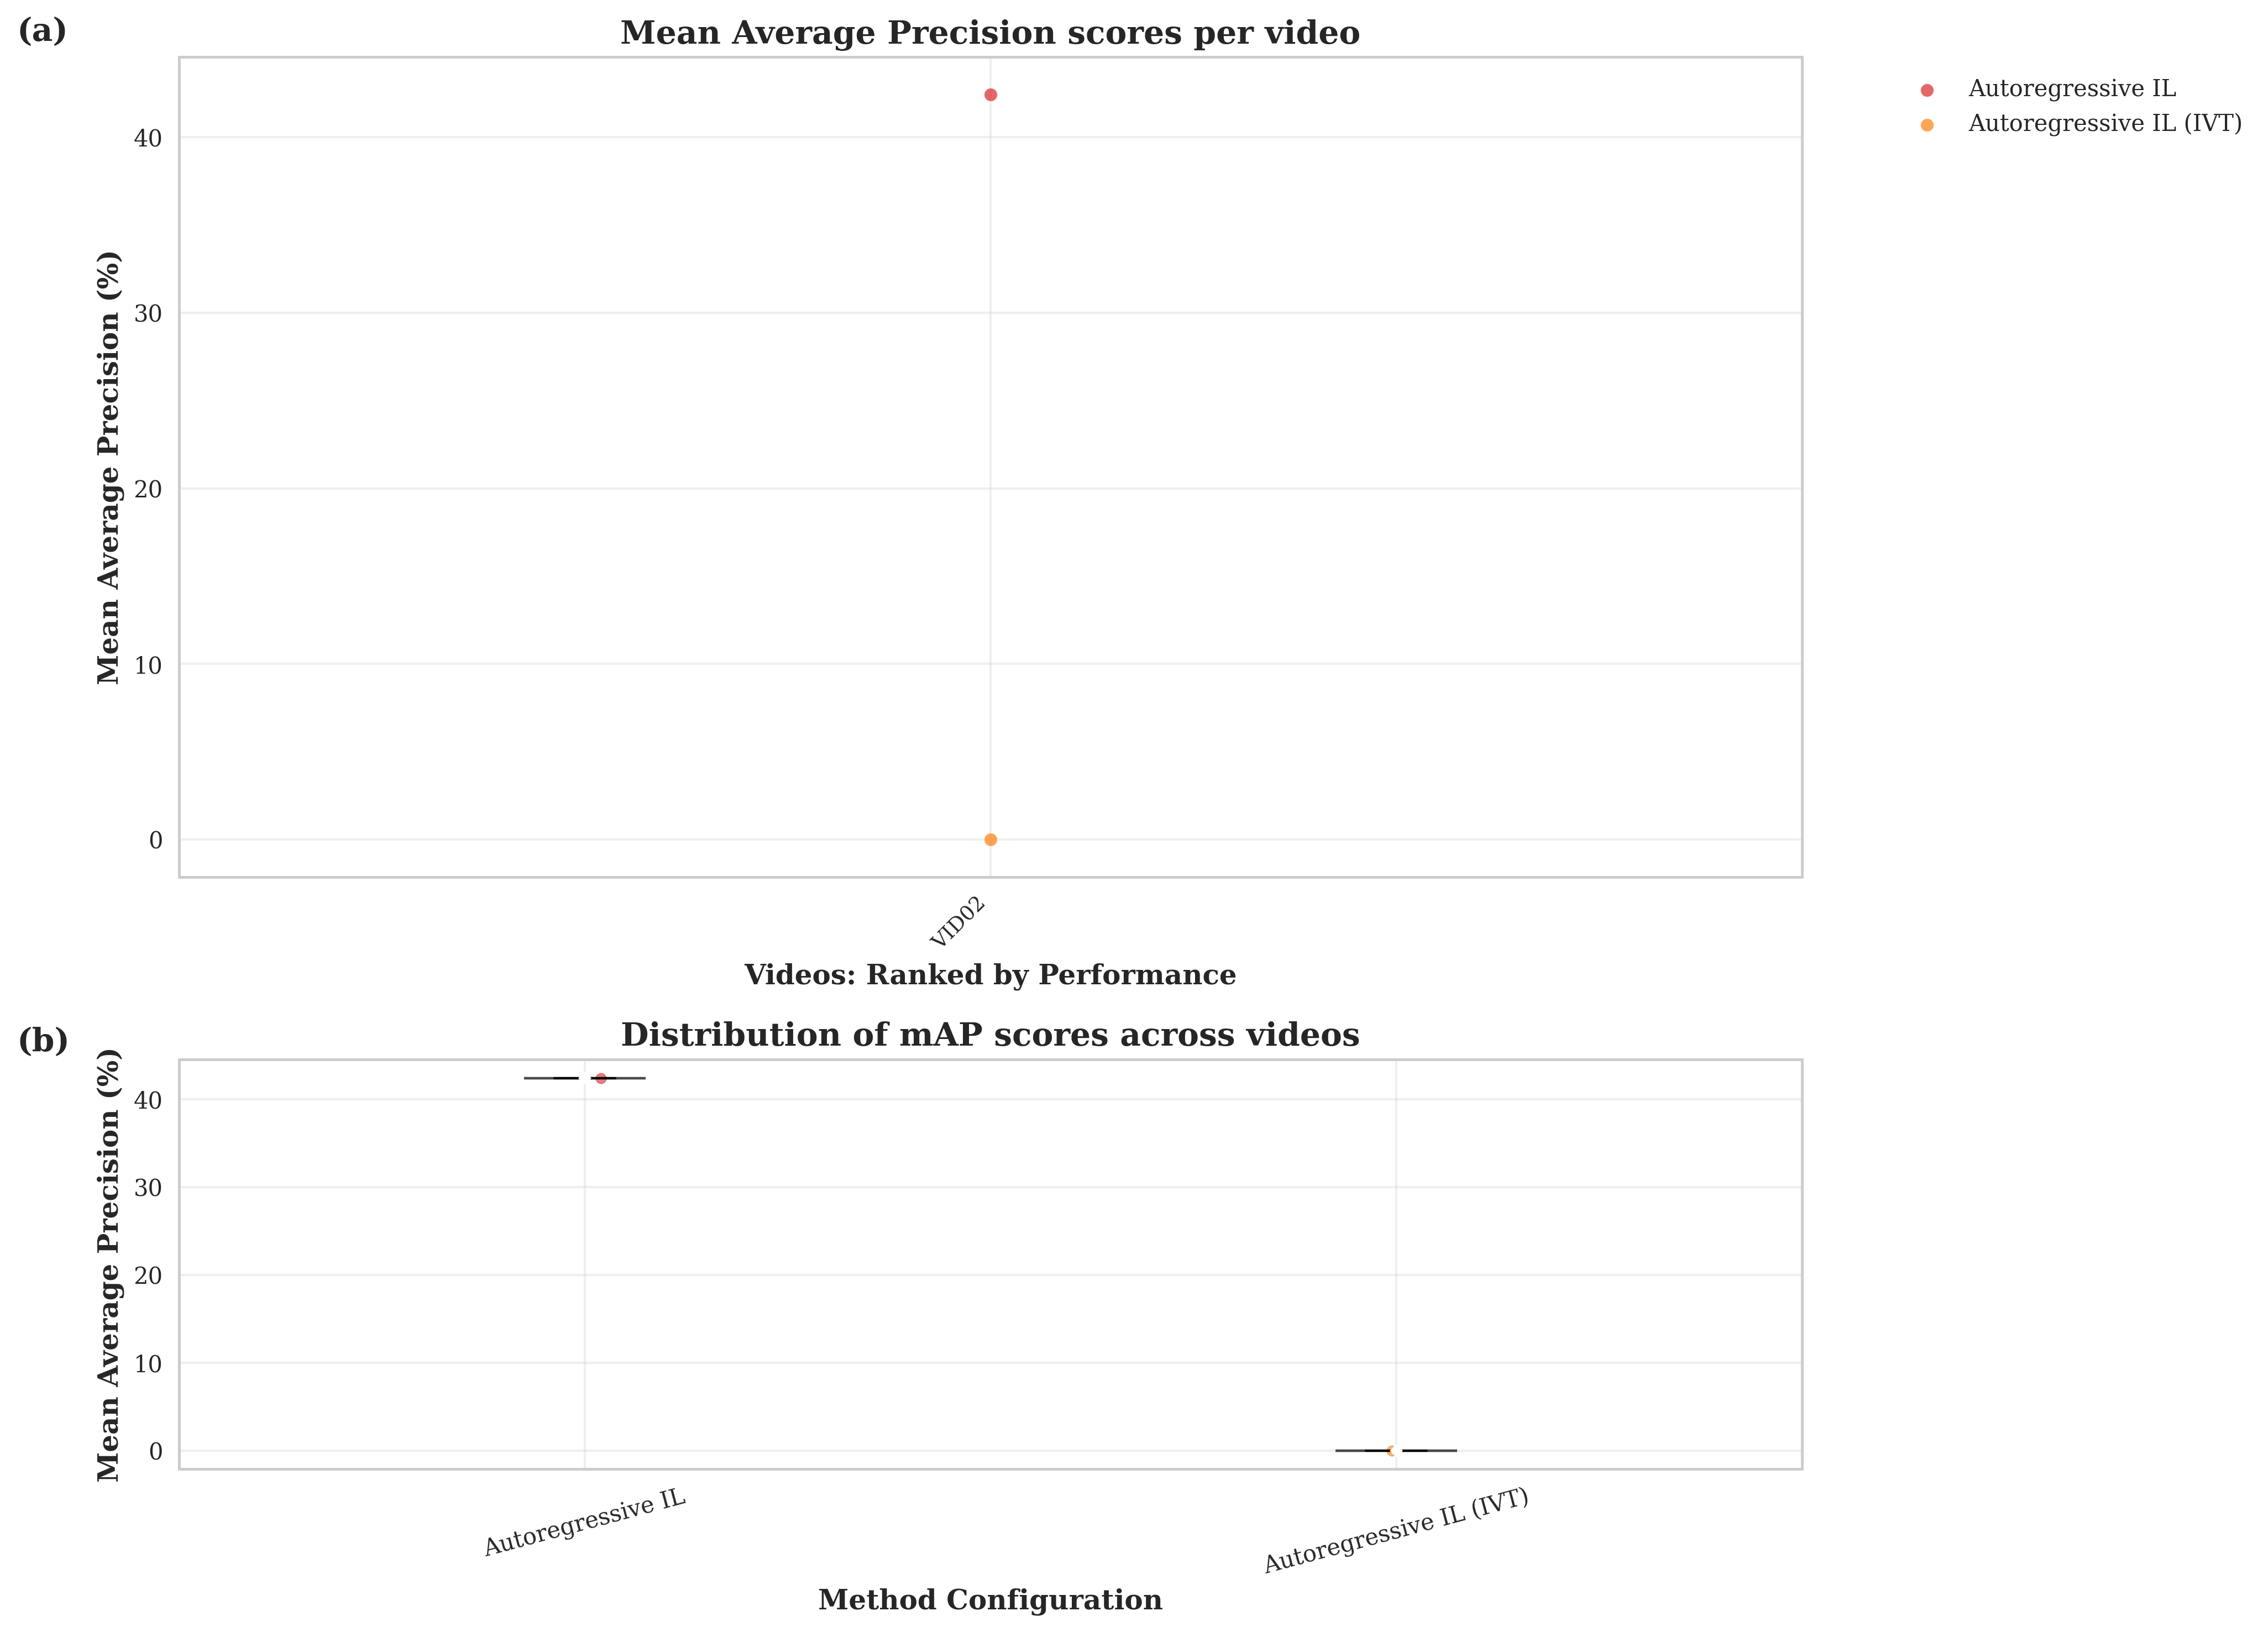 (a)
Mean Average Precision scores per video
Autoregressive IL
Autoregressive IL (IVT)
Mean Average Precision (%)
40
30
20
10
0
VID02
Videos: Ranked by Performance
(b)
Distribution of mAP scores across videos
Mean Average Precision (%)
40
30
20
10
0
Autoregressive IL
Autoregressive IL (IVT)
Method Configuration